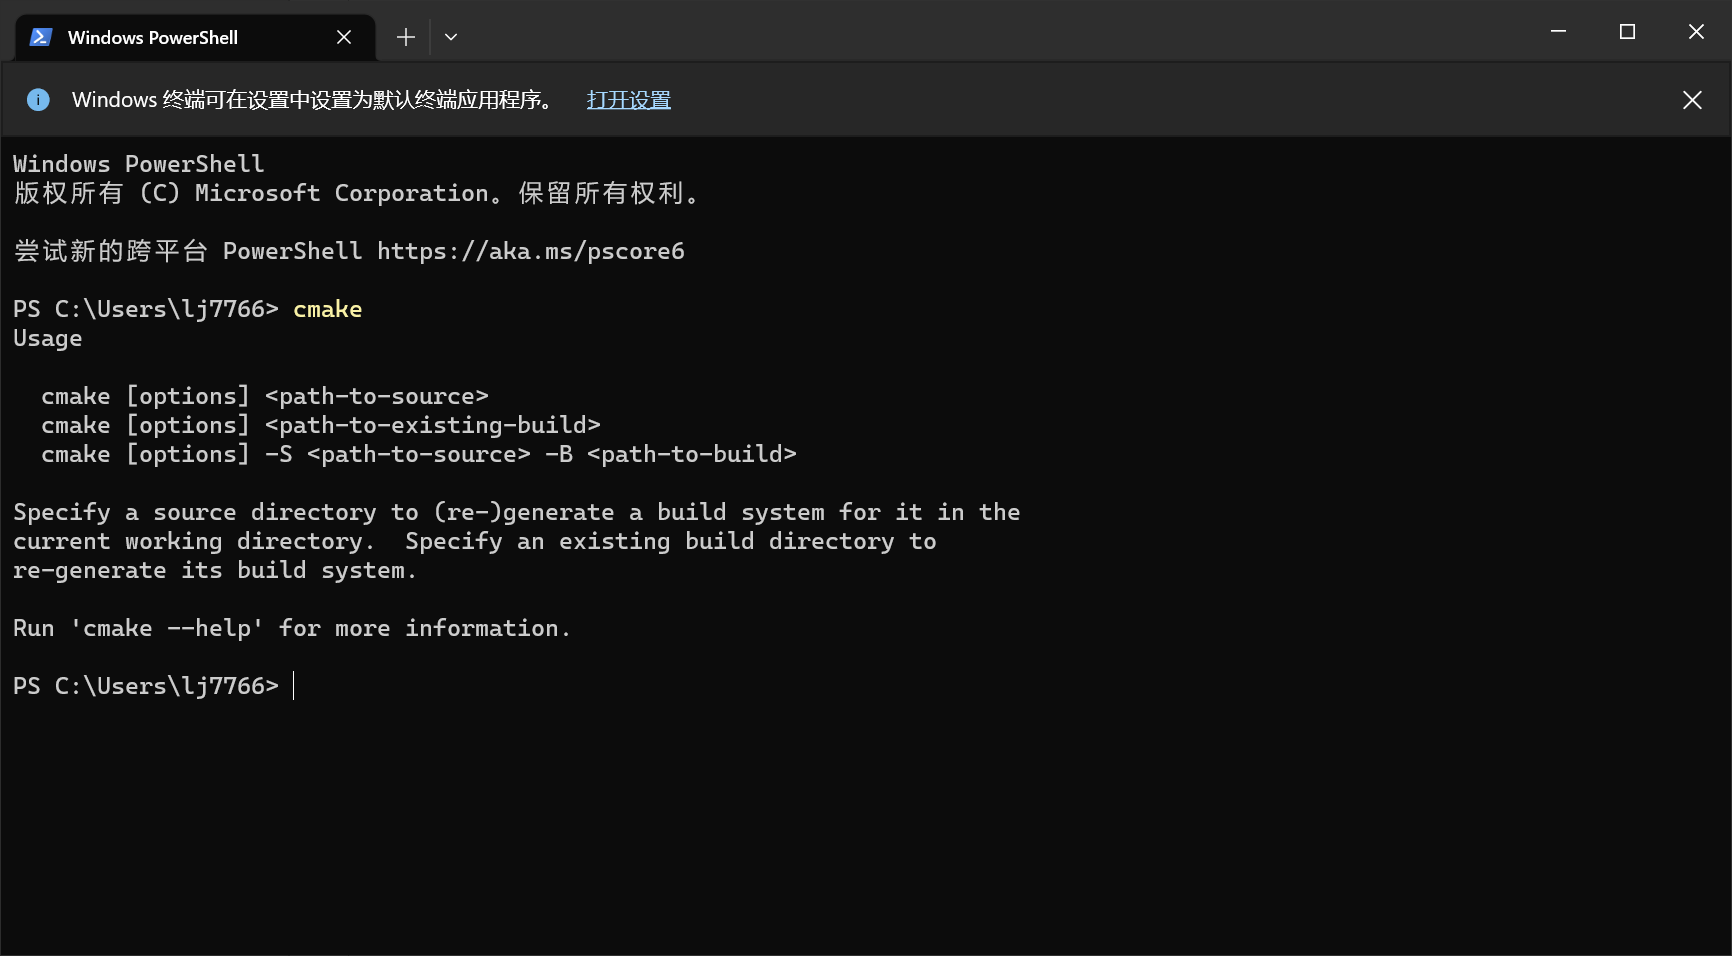 Windows PowerShell
Windows 终端可在设置中设置为默认终端应用程序。 打开设置
Windows PowerShell
版权所有 (C) Microsoft Corporation。保留所有权利。
尝试新的跨平台 PowerShell https://aka.ms/pscore6
PS C:\Users\lj7766> cmake
Usage
cmake [options] <path-to-source>
cmake [options] <path-to-existing-build>
cmake [options] -S <path-to-source> -B <path-to-build>
Specify a source directory to (re-)generate a build system for it in the
current working directory.  Specify an existing build directory to
re-generate its build system.
Run 'cmake --help' for more information.
PS C:\Users\lj7766>